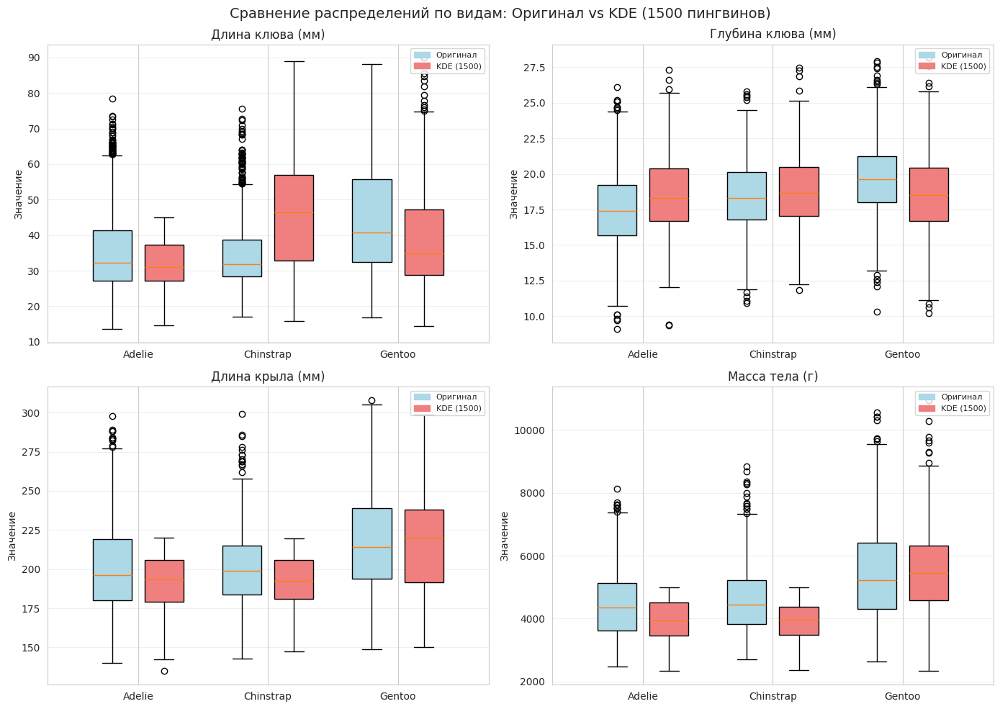 Сравнение распределений по видам: Оригинал vs KDE (1500 пингвинов)
Длина клюва (мм)
Значение
90
80
70
60
50
40
30
20
10
Adelie
Chinstrap
Gentoo
Оригинал
KDE (1500)
Глубина клюва (мм)
Значение
27.5
25.0
22.5
20.0
17.5
15.0
12.5
10.0
Adelie
Chinstrap
Gentoo
Оригинал
KDE (1500)
Длина крыла (мм)
Значение
300
275
250
225
200
175
150
Adelie
Chinstrap
Gentoo
Оригинал
KDE (1500)
Масса тела (г)
Значение
10000
8000
6000
4000
2000
Adelie
Chinstrap
Gentoo
Оригинал
KDE (1500)